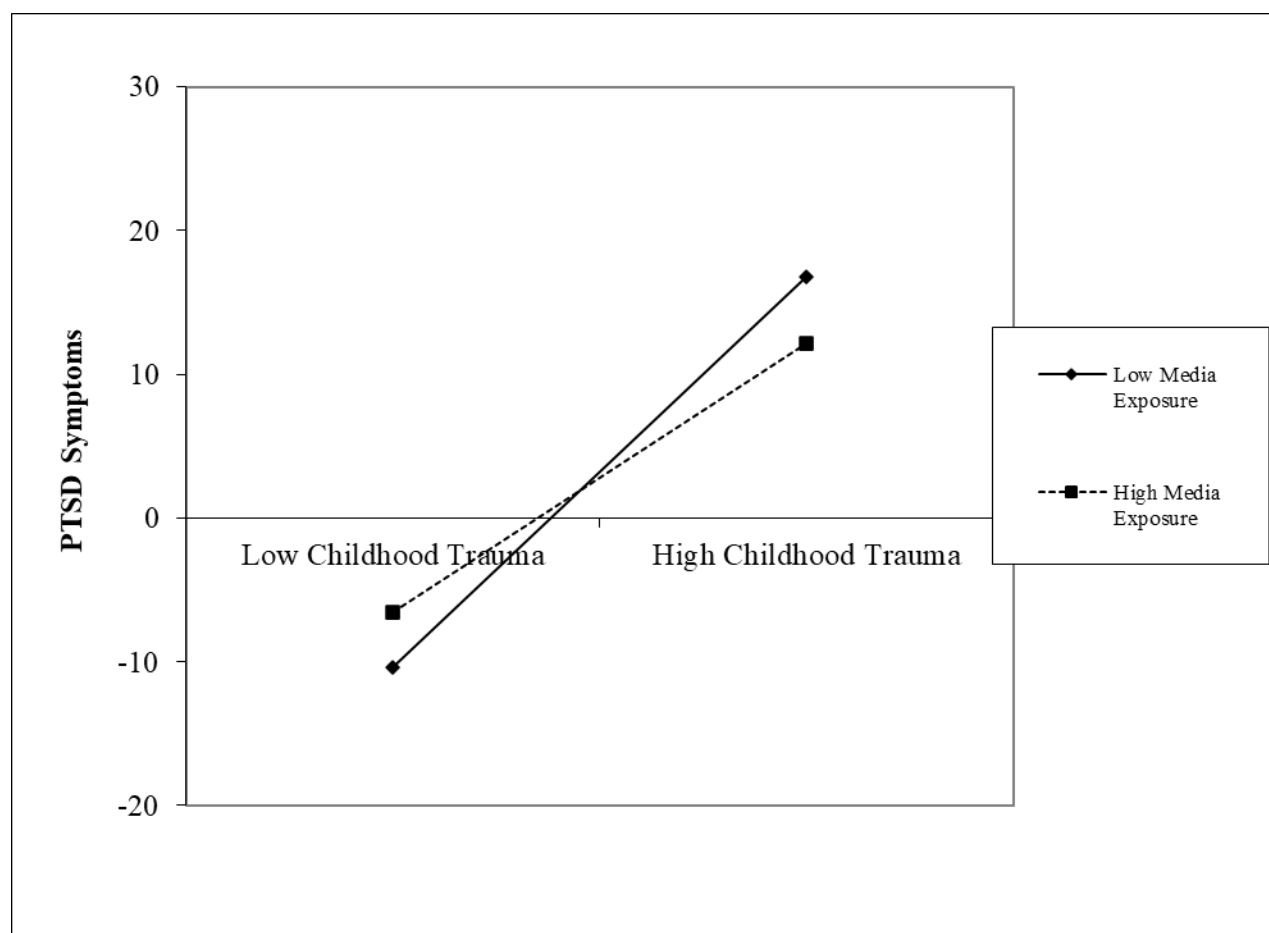 30
20
10
0
-10
-20
PTSD Symptoms
Low Childhood Trauma
High Childhood Trauma
Low Media
Exposure
High Media
Exposure